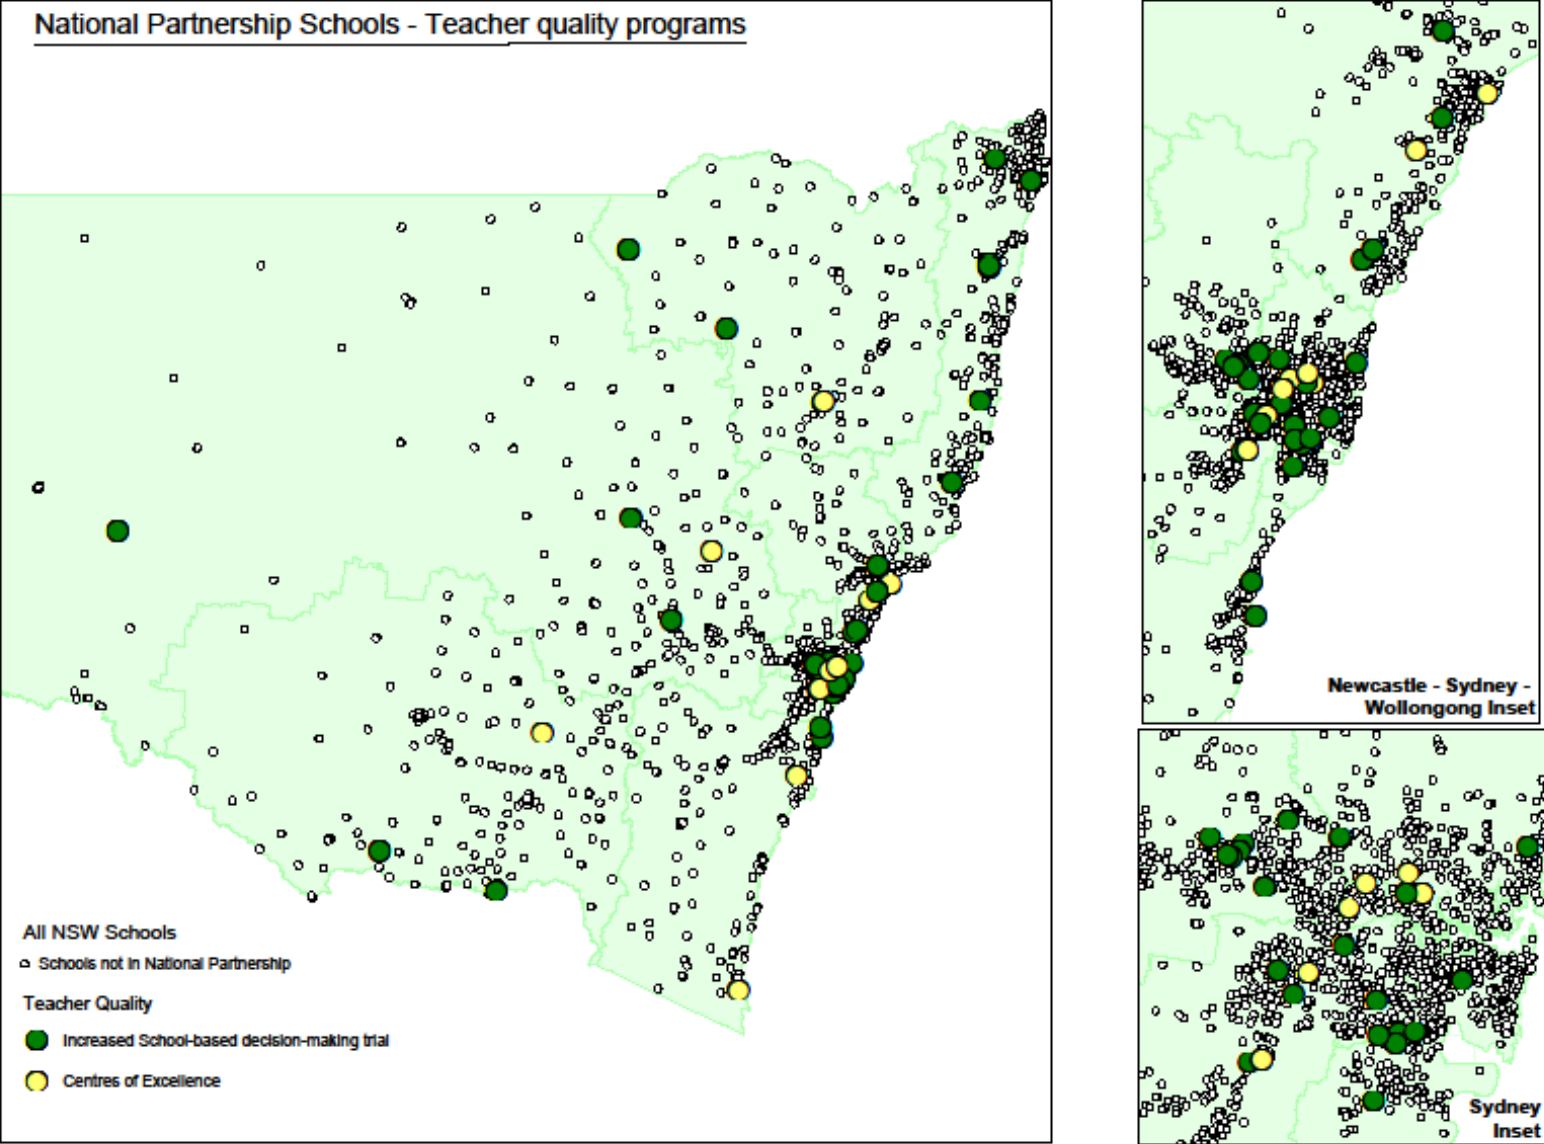 National Partnership Schools - Teacher quality programs
All NSW Schools
Schools not in National Partnership
Teacher Quality
Increased School-based decision-making trial
Centres of Excellence
Newcastle - Sydney -
Wollongong Inset
Sydney
Inset